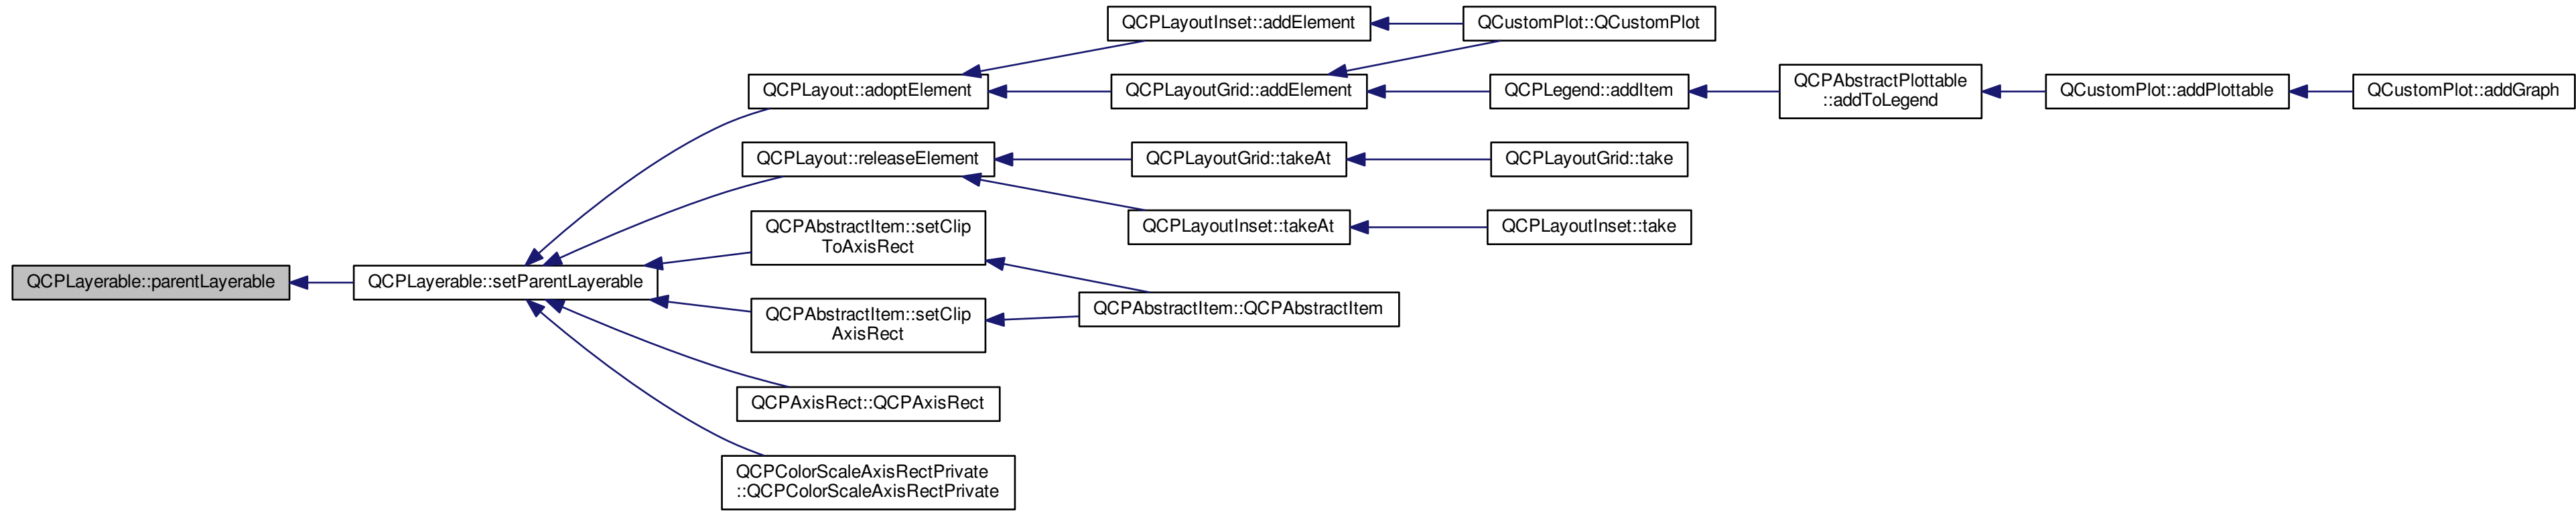 QCPLayoutInset::addElement
QCustomPlot::QCustomPlot
QCPLayout::adoptElement
QCPLayoutGrid::addElement
QCPLegend::addItem
QCPAbstractPlottable
::addToLegend
QCustomPlot::addPlottable
QCustomPlot::addGraph
QCPLayout::releaseElement
QCPLayoutGrid::takeAt
QCPLayoutGrid::take
QCPAbstractItem::setClip
ToAxisRect
QCPLayoutInset::takeAt
QCPLayoutInset::take
QCPLayerable::parentLayerable
QCPLayerable::setParentLayerable
QCPAbstractItem::setClip
AxisRect
QCPAbstractItem::QCPAbstractItem
QCPAxisRect::QCPAxisRect
QCPColorScaleAxisRectPrivate
::QCPColorScaleAxisRectPrivate